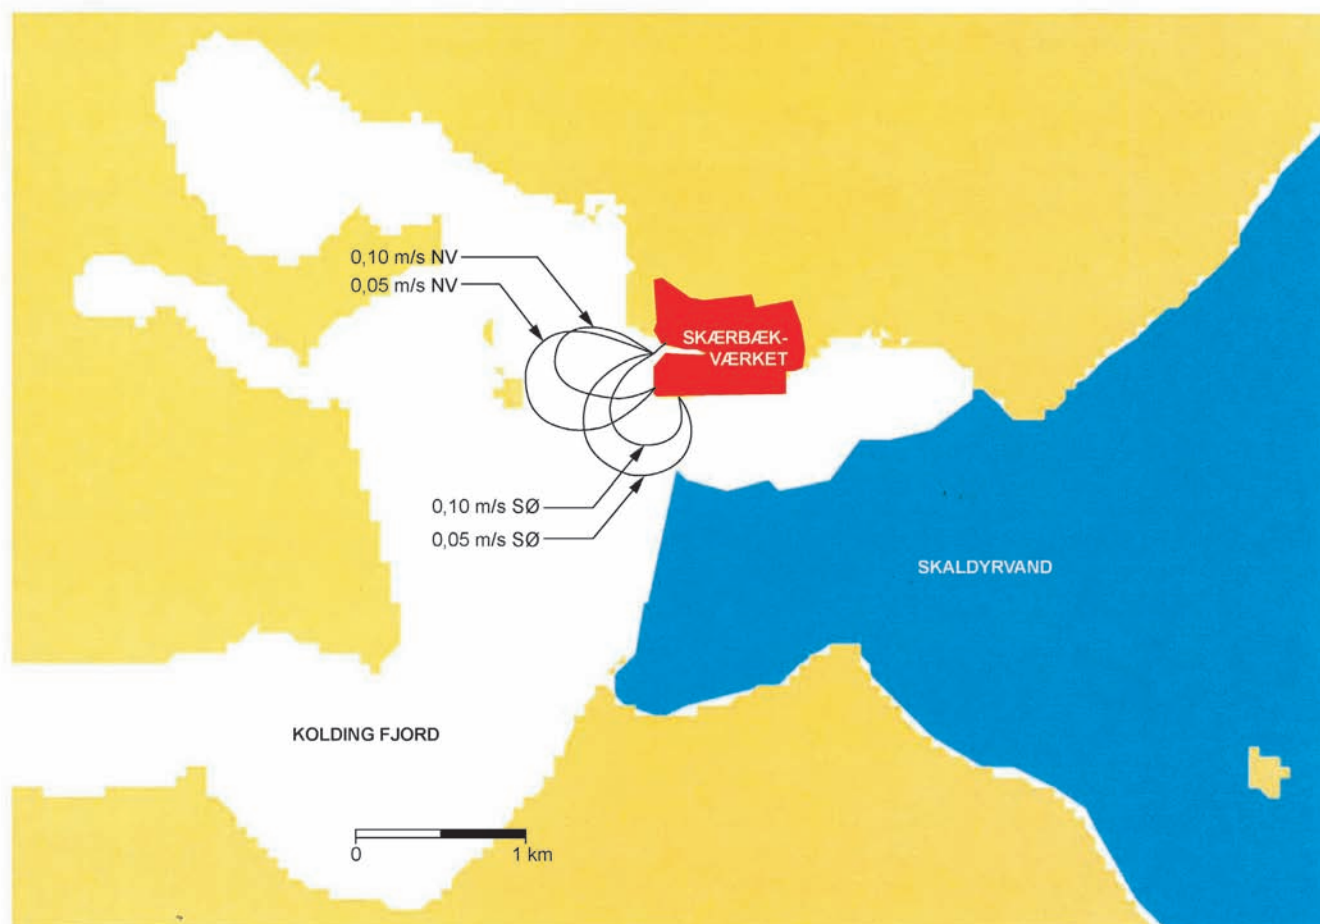 0,10 m/s NV
0,05 m/s NV
SKÆRBÆK-
VÆRKET
0,10 m/s SØ
0,05 m/s SØ
SKALDYRVAND
KOLDING FJORD
0
1 km